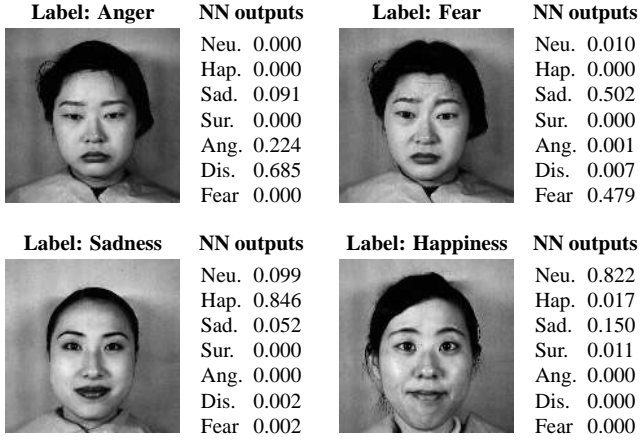 Label: Anger NN outputs
Neu. 0.000
Hap. 0.000
Sad. 0.091
Sur. 0.000
Ang. 0.224
Dis. 0.685
Fear 0.000
Label: Fear NN outputs
Neu. 0.010
Hap. 0.000
Sad. 0.502
Sur. 0.000
Ang. 0.001
Dis. 0.007
Fear 0.479
Label: Sadness NN outputs
Neu. 0.099
Hap. 0.846
Sad. 0.052
Sur. 0.000
Ang. 0.000
Dis. 0.002
Fear 0.002
Label: Happiness NN outputs
Neu. 0.822
Hap. 0.017
Sad. 0.150
Sur. 0.011
Ang. 0.000
Dis. 0.000
Fear 0.000